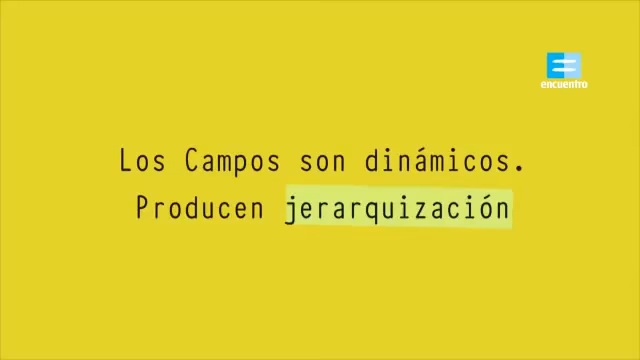 encuentro
Los Campos son dinámicos.
Producen jerarquización